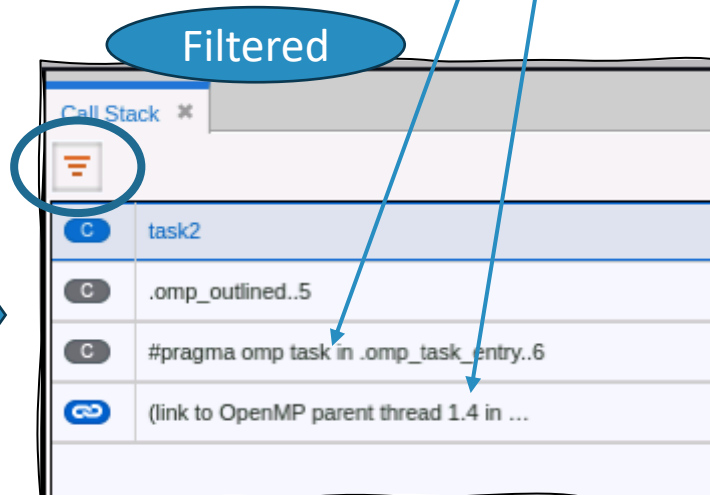 Filtered
Call Stack ✖
C task2
C .omp_outlined..5
C #pragma omp task in .omp_task_entry..6
(link to OpenMP parent thread 1.4 in ...